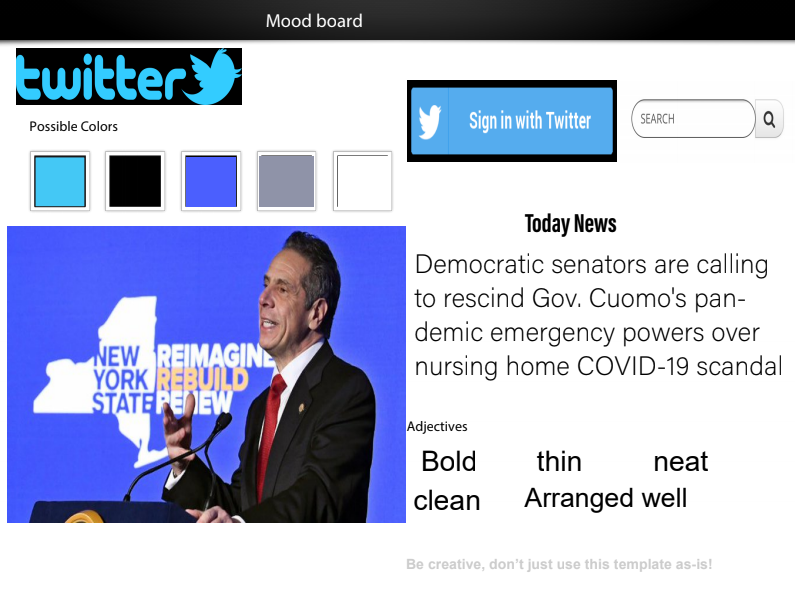 Mood board
twitter
Possible Colors
Sign in with Twitter
SEARCH
Today News
Democratic senators are calling
to rescind Gov. Cuomo's pan-
demic emergency powers over
nursing home COVID-19 scandal
NEW
YORK
STATE
REIMAGINE
REBUILD
RENEW
Adjectives
Bold thin neat
clean Arranged well
Be creative, don't just use this template as-is!